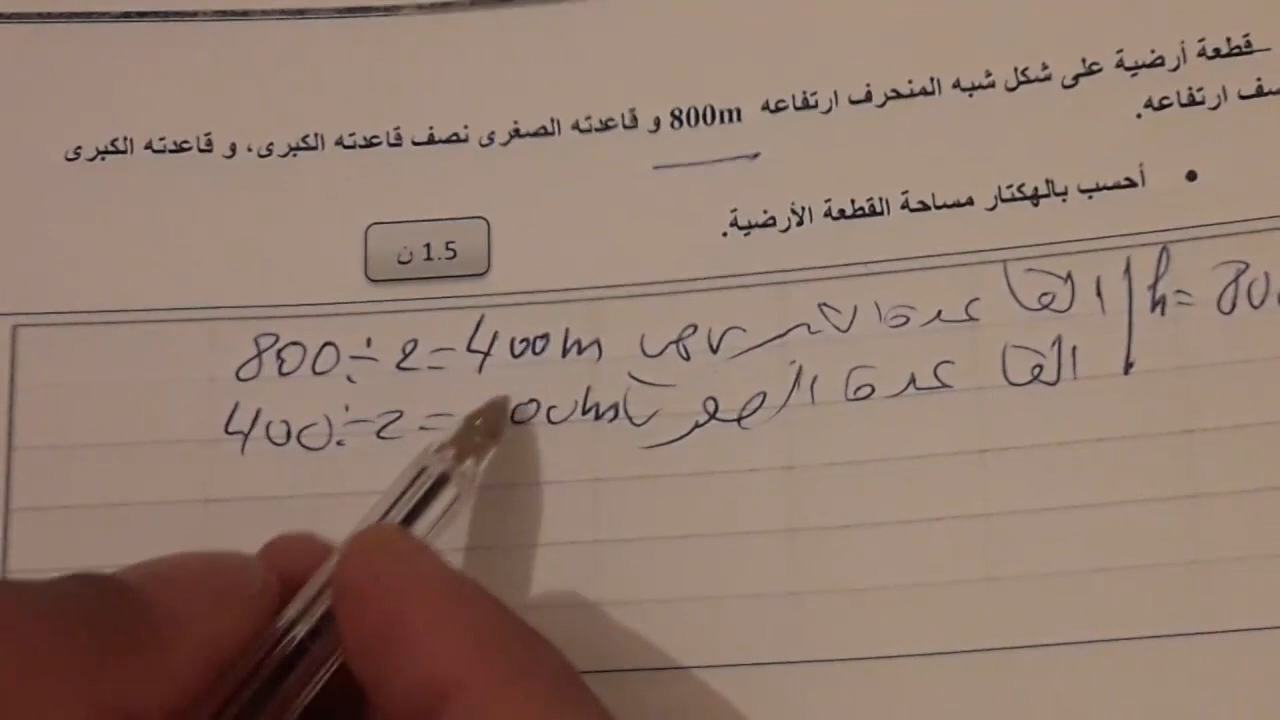 قطعة أرضية على شكل شبه المنحرف ارتفاعه 800m و قاعدته الصغرى نصف قاعدته الكبرى، و قاعدته الكبرى
ارتفاعه.
• أحسب بالهكتار مساحة القطعة الأرضية.
1.5 ن
h = 80
القاعدة الكبرى 800 ÷ 2 = 400m
القاعدة الصغرى 400 ÷ 2 = 00m